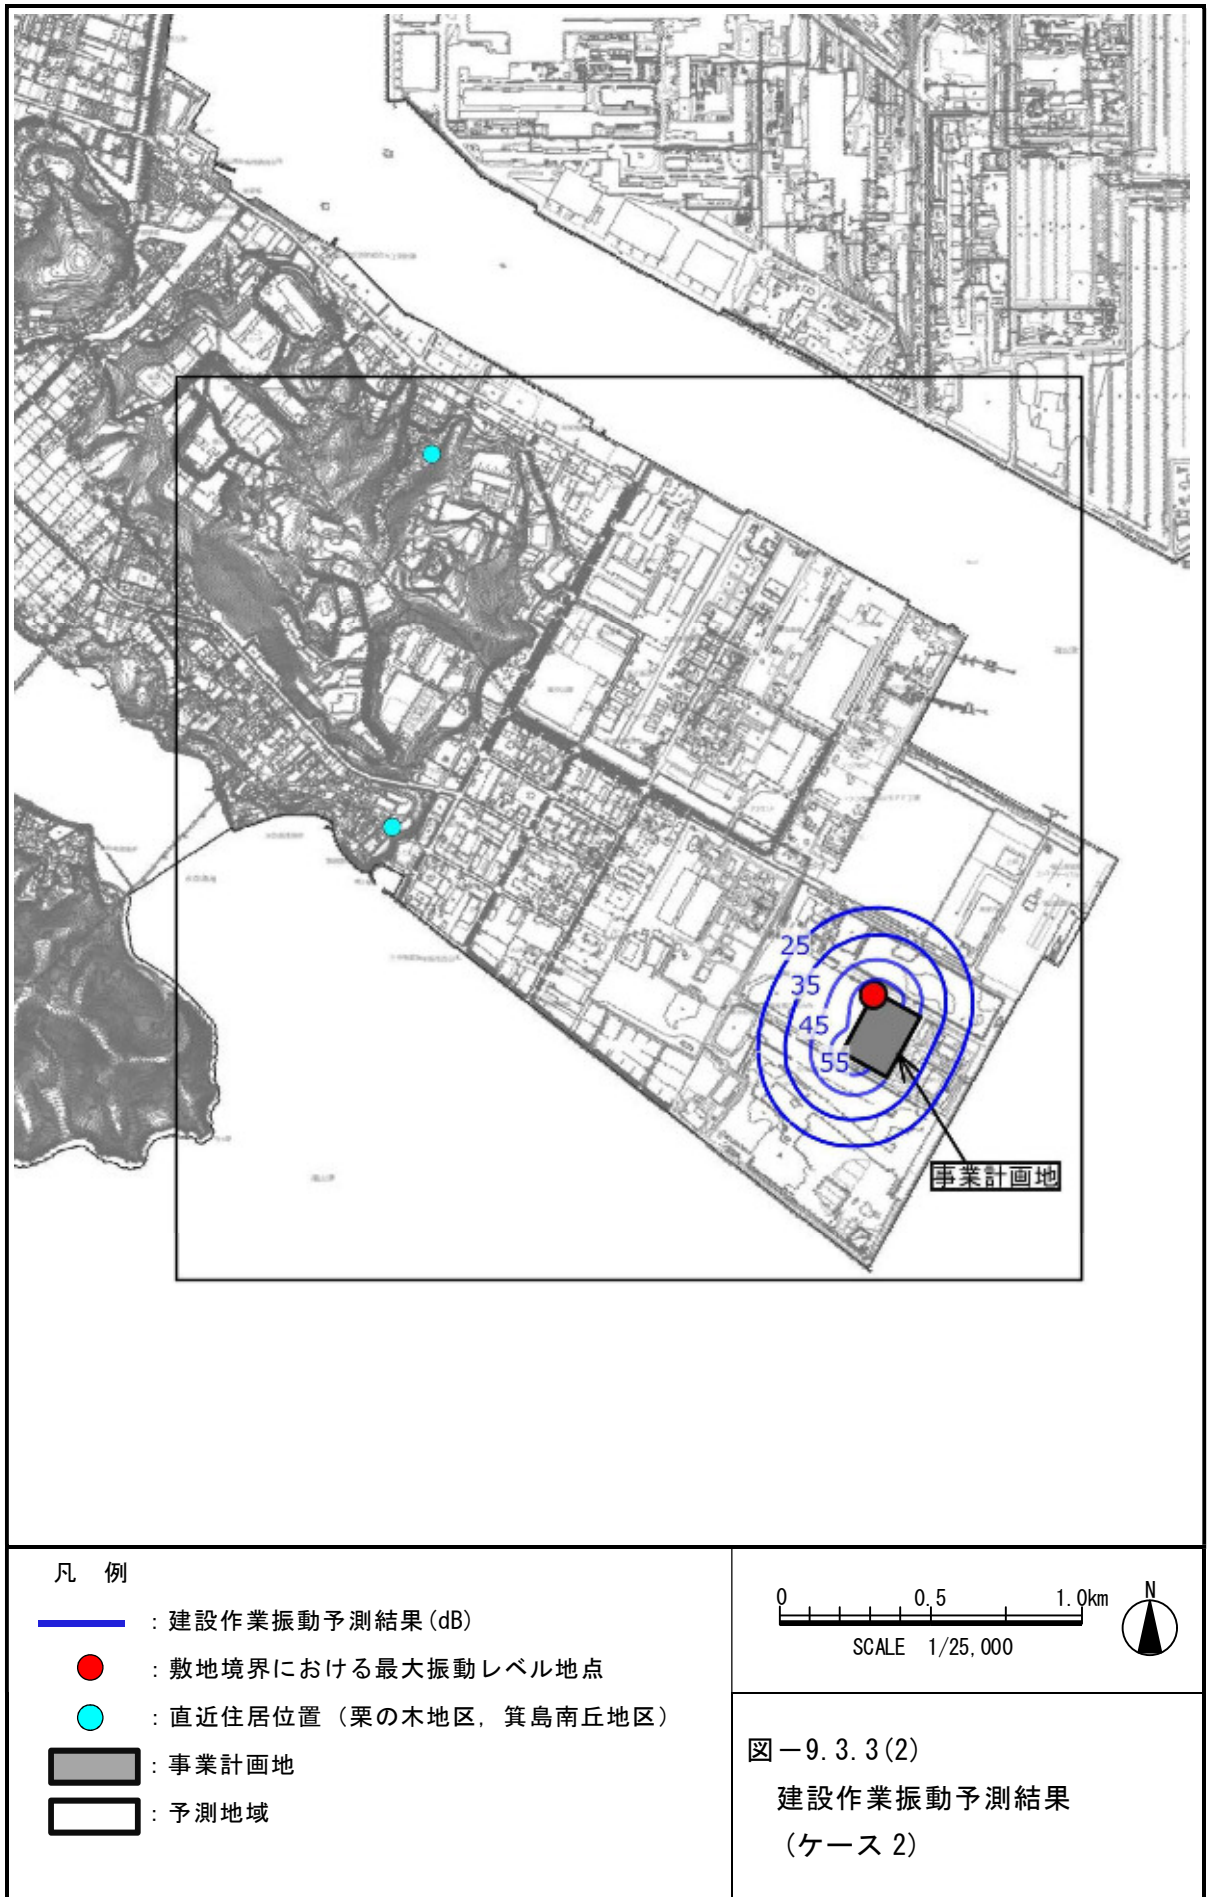 25
35
45
55
事業計画地
凡 例
: 建設作業振動予測結果(dB)
: 敷地境界における最大振動レベル地点
: 直近住居位置（栗の木地区，箕島南丘地区）
: 事業計画地
: 予測地域
0 0.5 1.0km N
SCALE 1/25,000
図－9.3.3(2)
建設作業振動予測結果
（ケース 2）